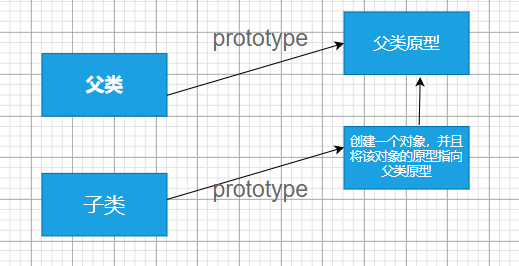 prototype
父类原型
父类
创建一个对象，并且
将该对象的原型指向
父类原型
prototype
子类